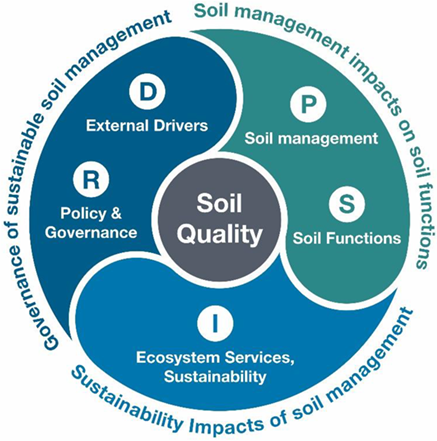 Governance of sustainable soil management
Soil management impacts on soil functions
D
External Drivers
R
Policy &
Governance
P
Soil management
S
Soil Functions
Soil
Quality
I
Ecosystem Services,
Sustainability
Sustainability Impacts of soil management